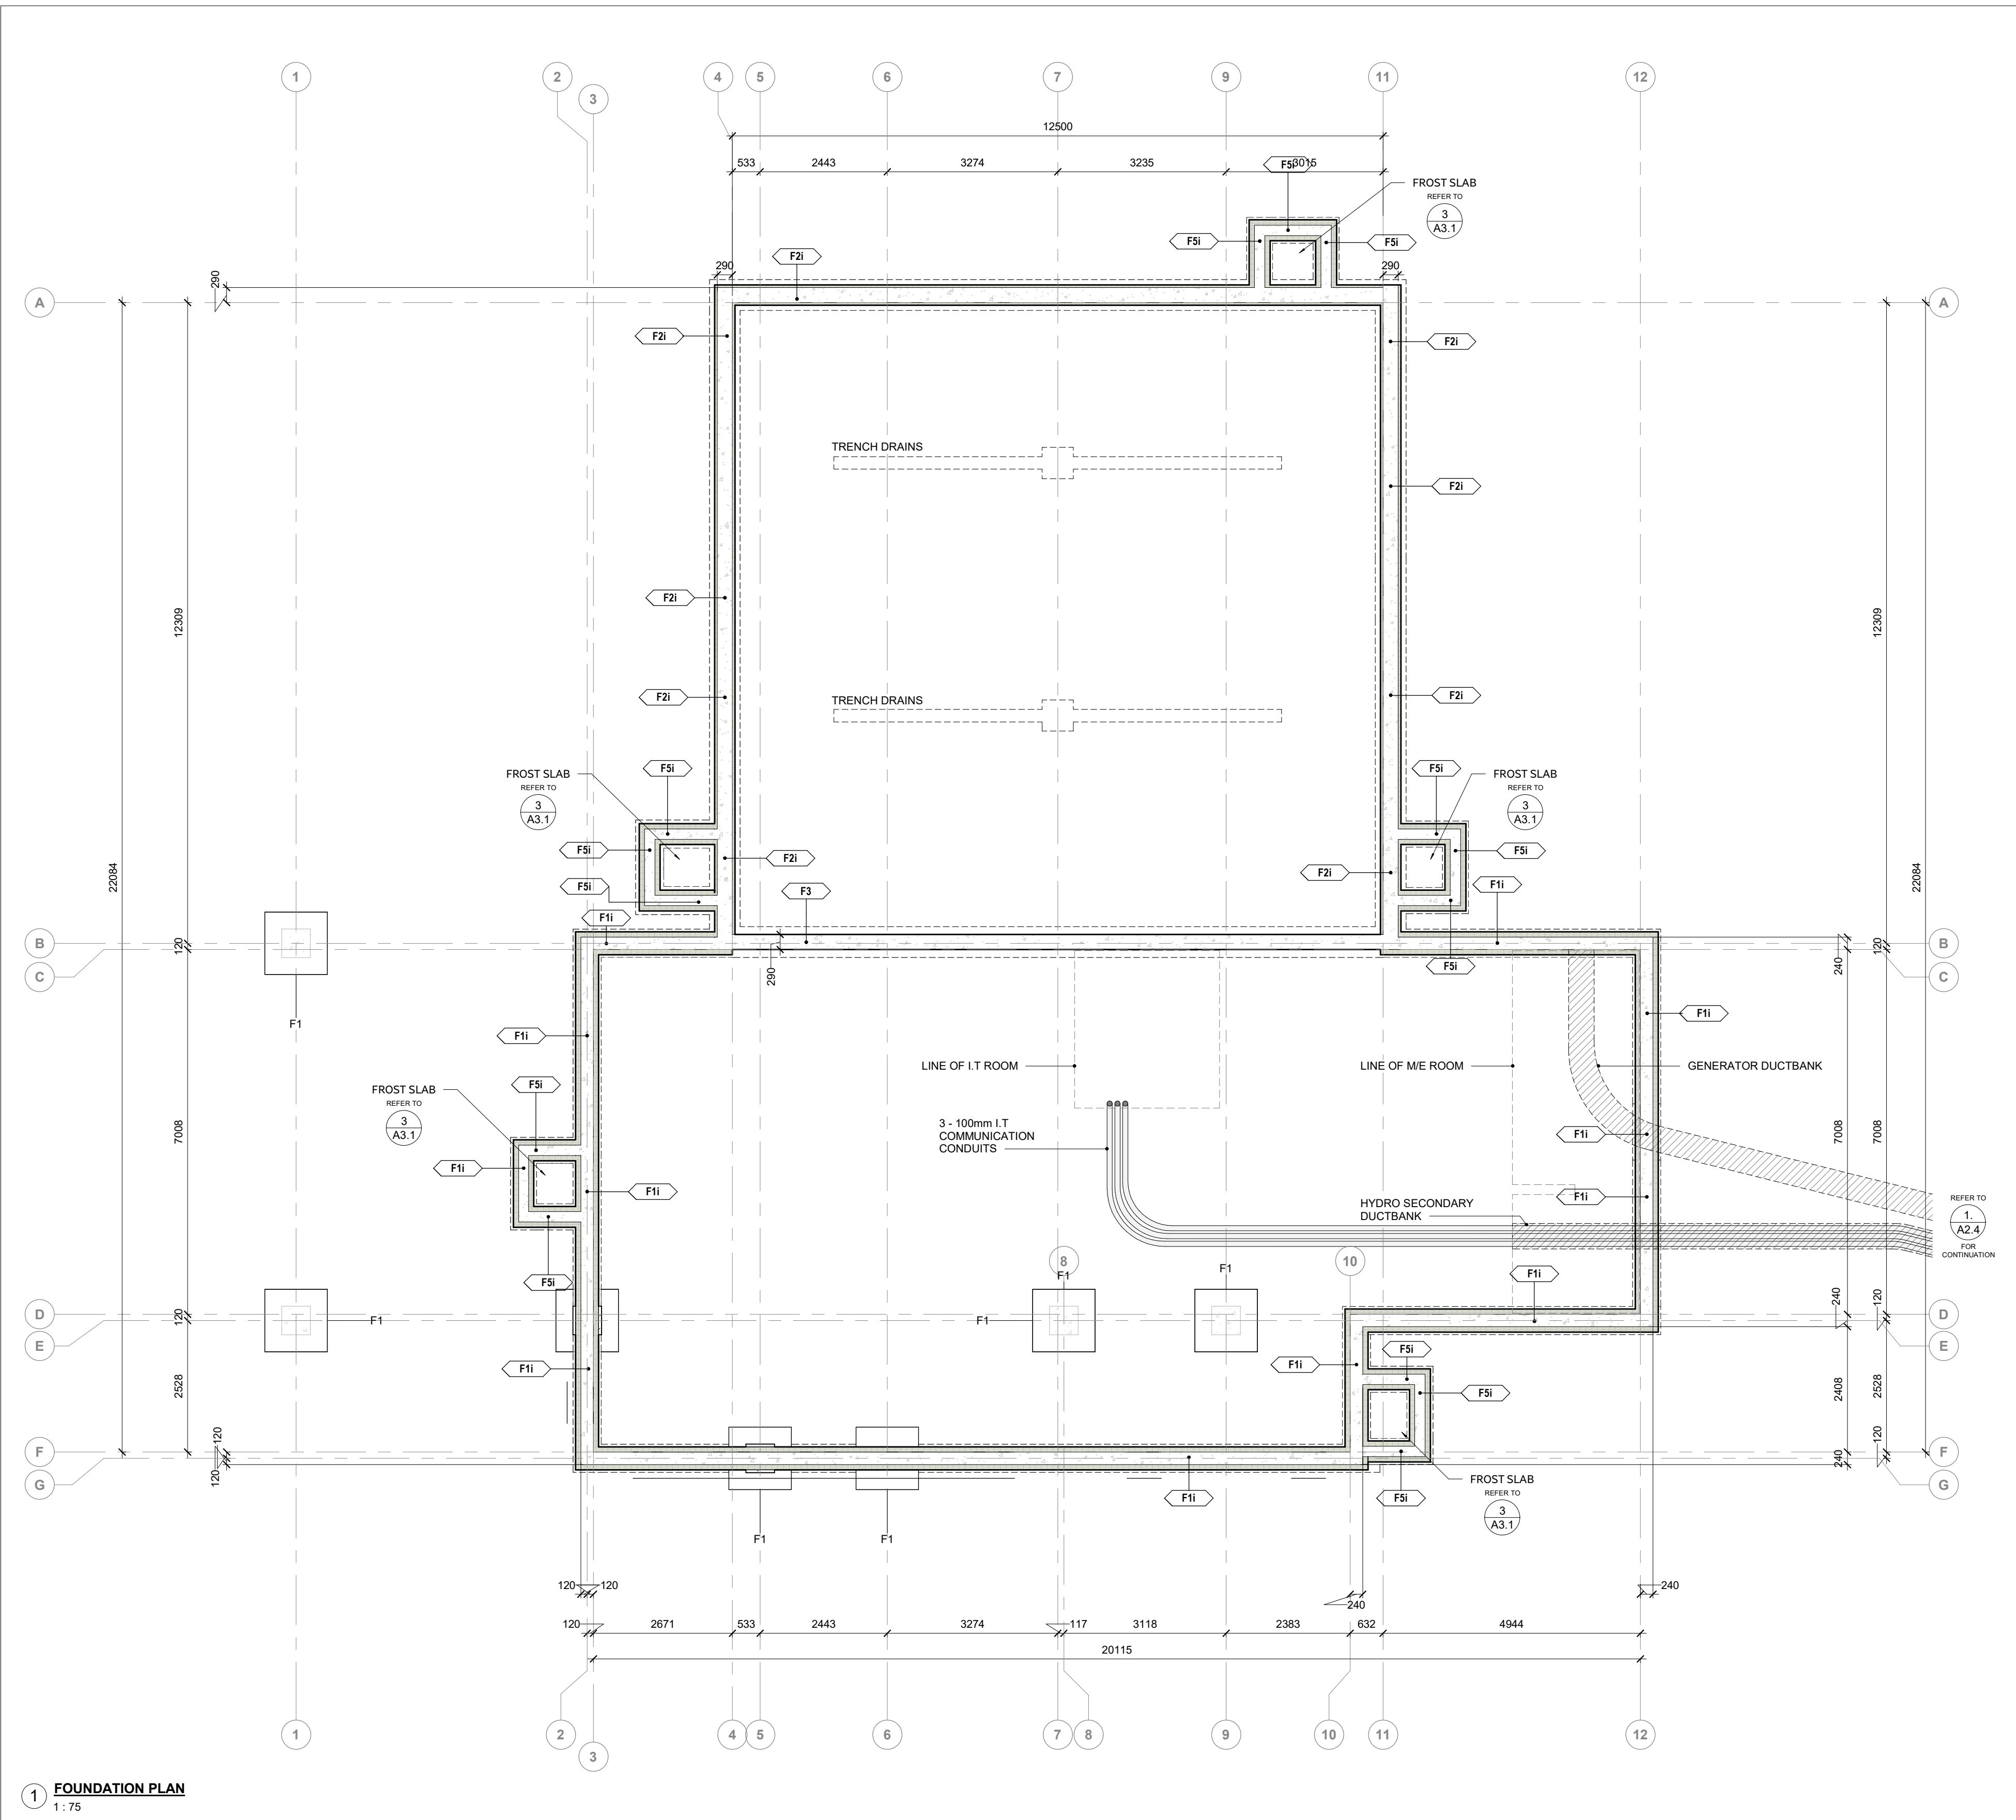 1
2
3
4
5
6
7
9
11
12
12500
533
2443
3274
3235
3015
F5i
FROST SLAB
REFER TO
3
A3.1
F5i
F5i
F2i
290
290
290
A
A
F2i
F2i
TRENCH DRAINS
F2i
F2i
12309
12309
F2i
F2i
TRENCH DRAINS
FROST SLAB
REFER TO
3
A3.1
F5i
F5i
FROST SLAB
REFER TO
3
A3.1
F5i
F2i
F5i
F2i
F5i
F3
F1i
F1i
22084
22084
B
120
B
120
C
290
F5i
240
C
F1
F1i
F1i
LINE OF I.T ROOM
LINE OF M/E ROOM
GENERATOR DUCTBANK
FROST SLAB
REFER TO
3
A3.1
F5i
3 - 100mm I.T
COMMUNICATION
CONDUITS
7008
7008
7008
F1i
F1i
F1i
F1i
HYDRO SECONDARY
DUCTBANK
REFER TO
1.
A2.4
FOR
CONTINUATION
8
10
F5i
F1
F1
F1i
D
120
F1
F1
240
120
D
E
E
F1i
F1i
F5i
F5i
2528
2408
2528
120
120
F
120
240
F
G
G
F1i
F5i
FROST SLAB
REFER TO
3
A3.1
F1
F1
120
120
240
240
120
2671
533
2443
3274
117
3118
2383
632
4944
20115
1
2
3
4
5
6
7
8
9
10
11
12
1
FOUNDATION PLAN
1 : 75